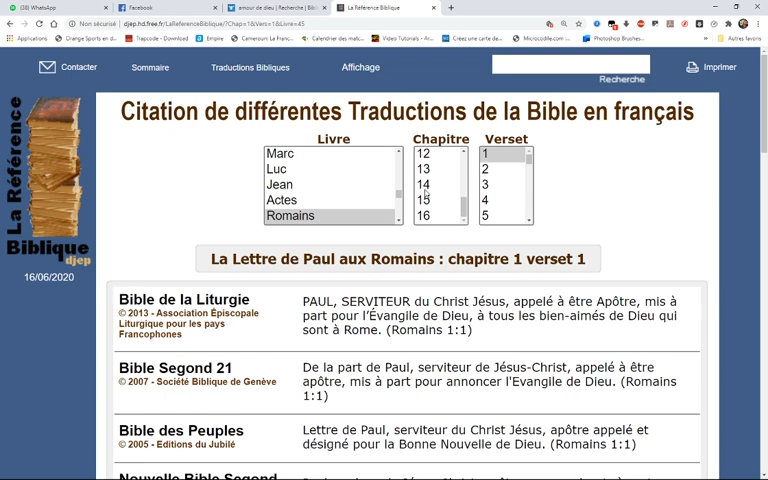 (38) WhatsApp
Facebook
amour de dieu | Recherche | Bibl
La Référence Biblique
Non sécurisé | djep.hd.free.fr/LaReferenceBiblique/?Chap=1&Vers=1&Livre=45
Applications
Orange Sports en d...
Trapcode - Download
Empire
Cameroun La Franç...
Calendrier des matc...
Video Tutorials - Ar...
Créez une carte de...
Microcodile.com -...
Photoshop Brushes...
»
Autres favoris
Contacter
Sommaire
Traductions Bibliques
Affichage
Recherche
Imprimer
La Référence
Biblique
djep
16/06/2020
Citation de différentes Traductions de la Bible en français
Livre Chapitre Verset
Marc 12 1
Luc 13 2
Jean 14 3
Actes 15 4
Romains 16 5
La Lettre de Paul aux Romains : chapitre 1 verset 1
Bible de la Liturgie
© 2013 - Association Épiscopale
Liturgique pour les pays
Francophones
PAUL, SERVITEUR du Christ Jésus, appelé à être Apôtre, mis à
part pour l'Évangile de Dieu, à tous les bien-aimés de Dieu qui
sont à Rome. (Romains 1:1)
Bible Segond 21
© 2007 - Société Biblique de Genève
De la part de Paul, serviteur de Jésus-Christ, appelé à être
apôtre, mis à part pour annoncer l'Evangile de Dieu. (Romains
1:1)
Bible des Peuples
© 2005 - Editions du Jubilé
Lettre de Paul, serviteur du Christ Jésus, apôtre appelé et
désigné pour la Bonne Nouvelle de Dieu. (Romains 1:1)
Nouvelle Bible Segond